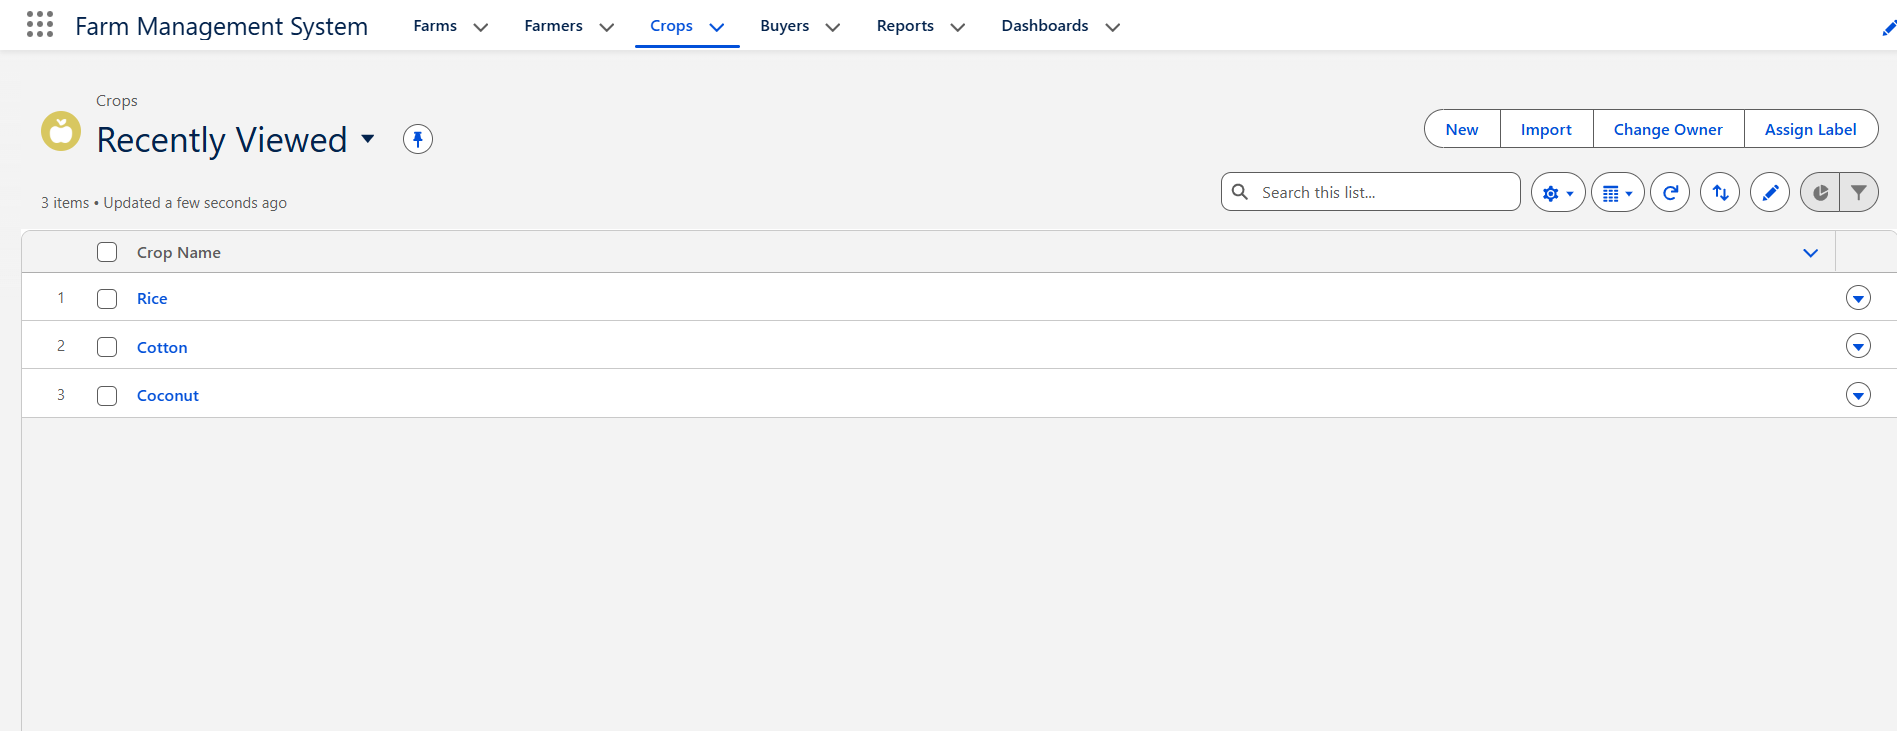 Farm Management System Farms Farmers Crops Buyers Reports Dashboards
Crops
Recently Viewed
New Import Change Owner Assign Label
3 items • Updated a few seconds ago
Search this list...
Crop Name
1 Rice
2 Cotton
3 Coconut